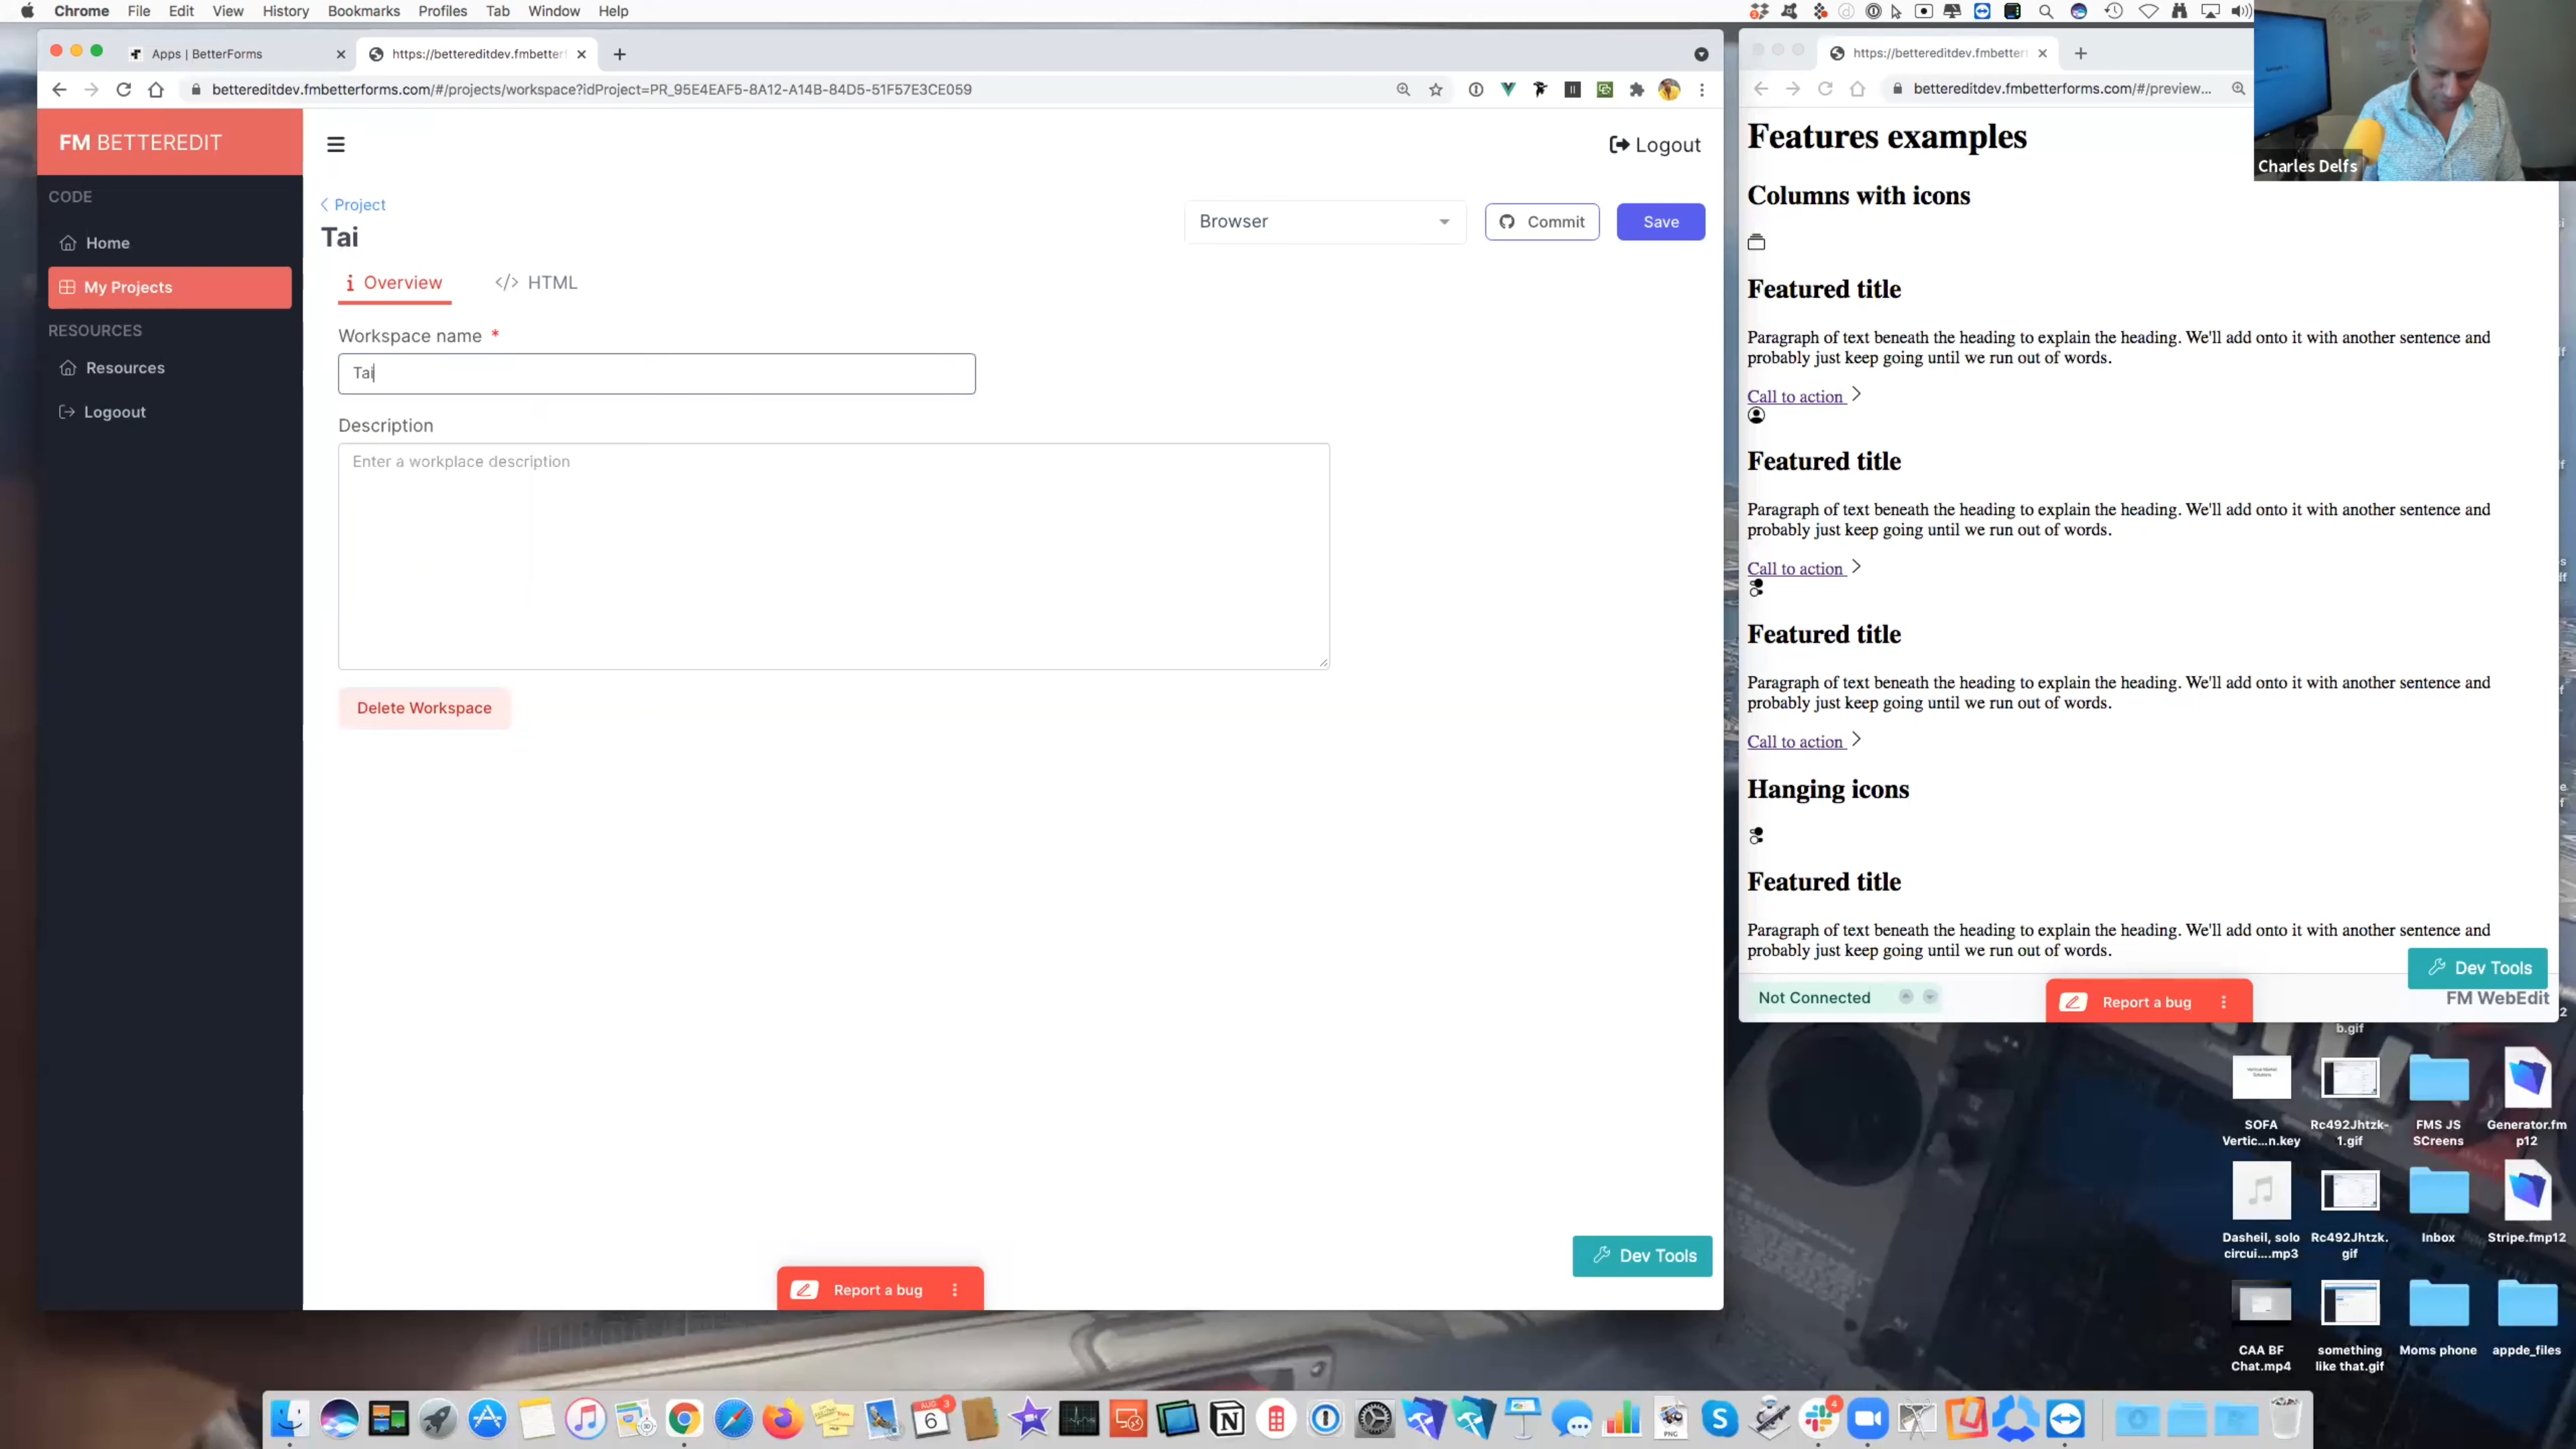 Chrome File Edit View History Bookmarks Profiles Tab Window Help
Apps | BetterForms
https://bettereditdev.fmbetterf
bettereditdev.fmbetterforms.com/#/projects/workspace?idProject=PR_95E4EAF5-8A12-A14B-84D5-51F57E3CE059
FM BETTEREDIT
Logout
CODE
Home
My Projects
RESOURCES
Resources
Logoout
Project
Tai
Browser
Commit
Save
Overview
</> HTML
Workspace name *
Tai
Description
Enter a workplace description
Delete Workspace
Dev Tools
Report a bug
https://bettereditdev.fmbetterf
bettereditdev.fmbetterforms.com/#/preview...
Charles Delfs
Features examples
Columns with icons
Featured title
Paragraph of text beneath the heading to explain the heading. We'll add onto it with another sentence and
probably just keep going until we run out of words.
Call to action
Featured title
Paragraph of text beneath the heading to explain the heading. We'll add onto it with another sentence and
probably just keep going until we run out of words.
Call to action
Featured title
Paragraph of text beneath the heading to explain the heading. We'll add onto it with another sentence and
probably just keep going until we run out of words.
Call to action
Hanging icons
Featured title
Paragraph of text beneath the heading to explain the heading. We'll add onto it with another sentence and
probably just keep going until we run out of words.
Dev Tools
Not Connected
Report a bug
FM WebEdit
b.gif
SOFA
Vertic...n.key
Rc492Jhtzk-
1.gif
FMS JS
SCreens
Generator.fm
p12
Dasheil, solo
circui....mp3
Rc492Jhtzk.
gif
Inbox
Stripe.fmp12
CAA BF
Chat.mp4
something
like that.gif
Moms phone
appde_files
AUG
6
3
PNG
4